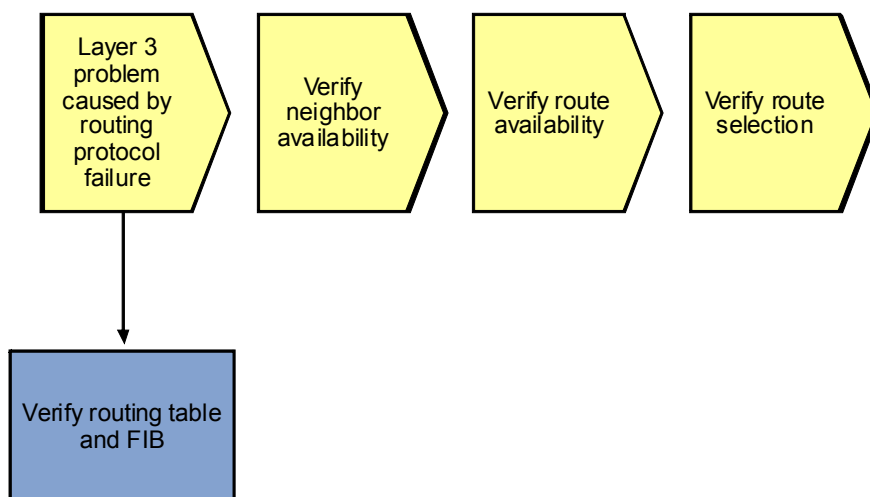 Layer 3
problem
caused by
routing
protocol
failure
Verify
neighbor
availability
Verify route
availability
Verify route
selection
Verify routing table
and FIB